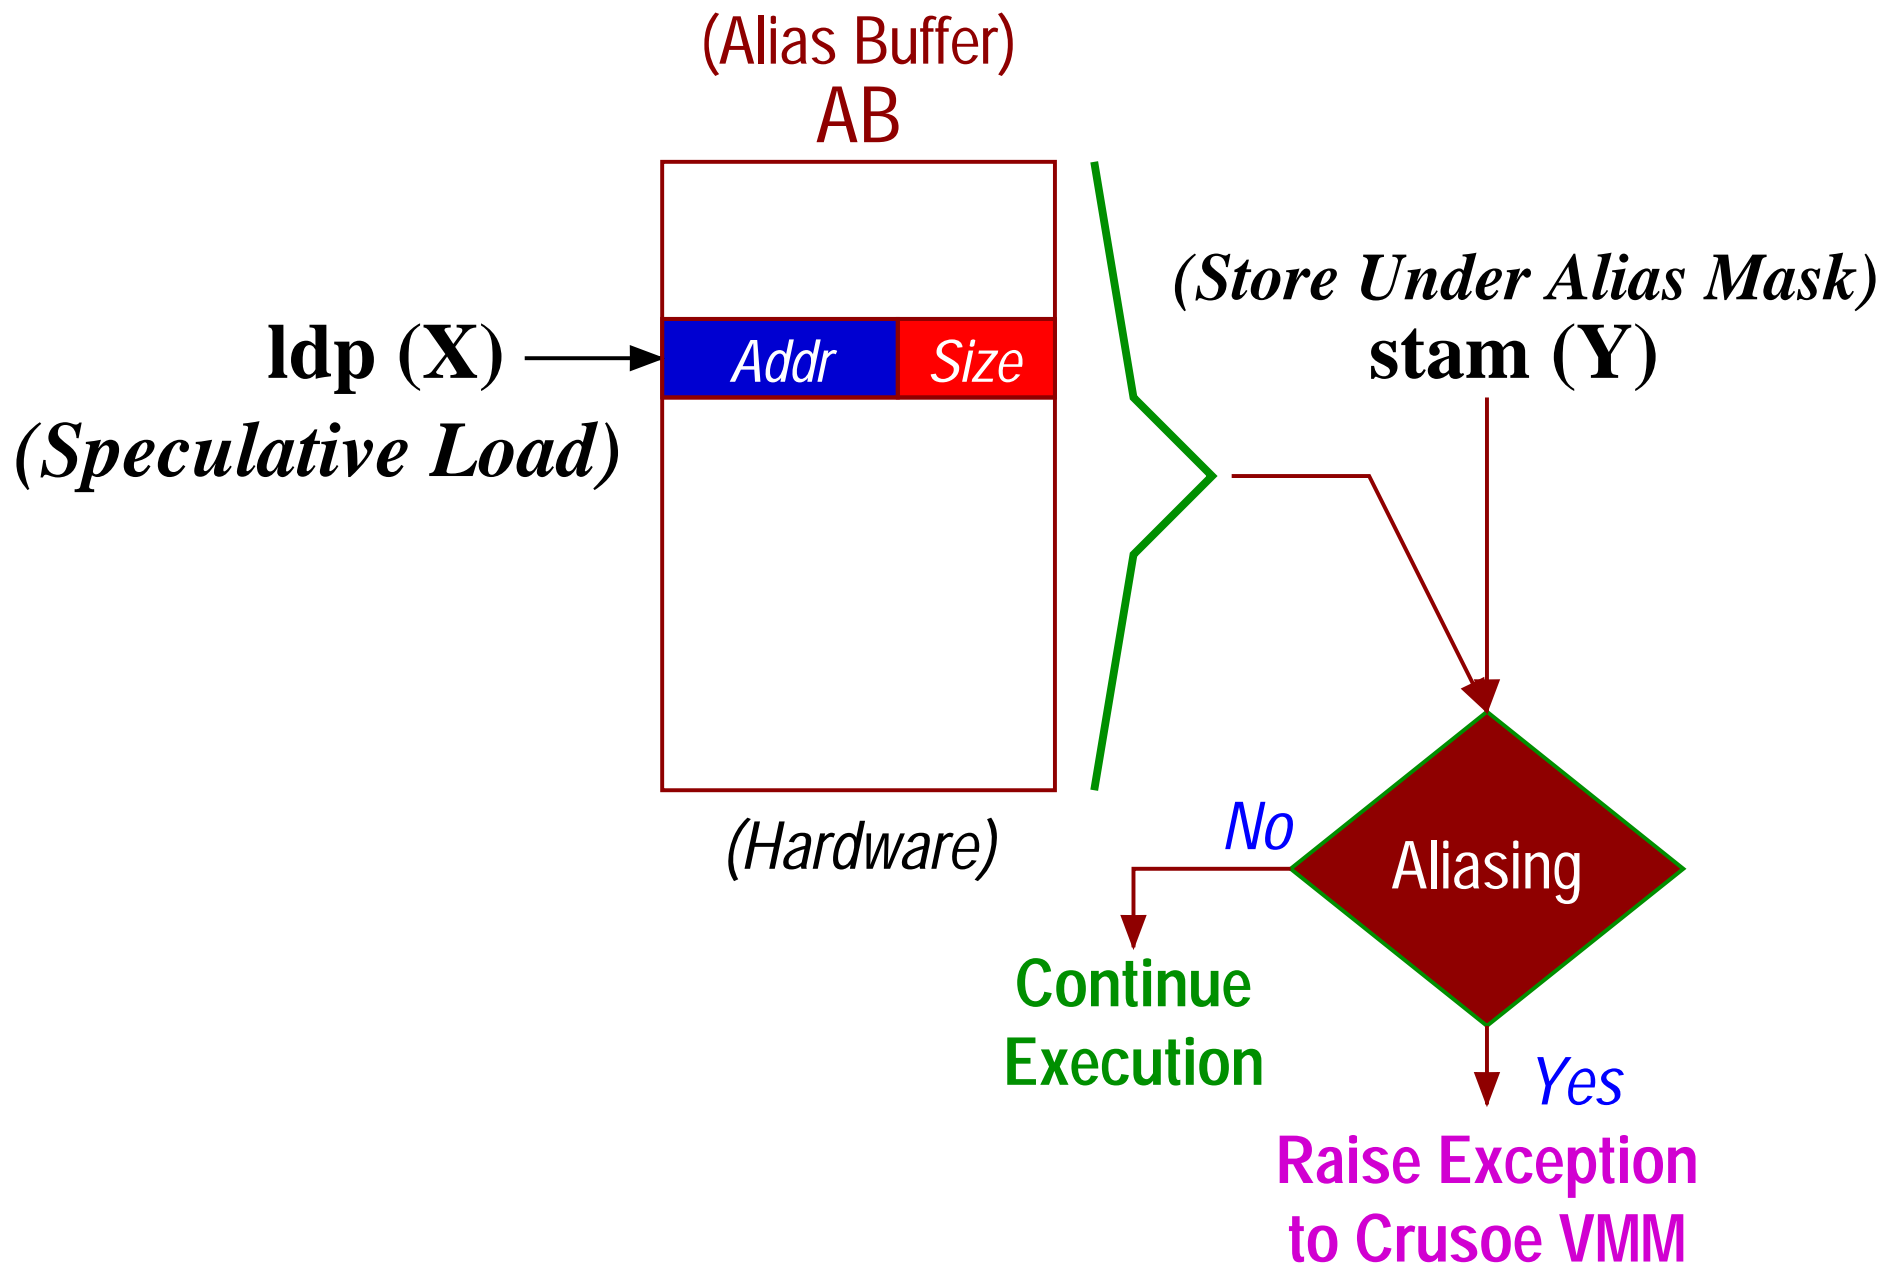 (Alias Buffer)
AB
(Store Under Alias Mask)
ldp (X)
Addr
Size
stam (Y)
(Speculative Load)
(Hardware)
No
Aliasing
Continue
Execution
Yes
Raise Exception
to Crusoe VMM